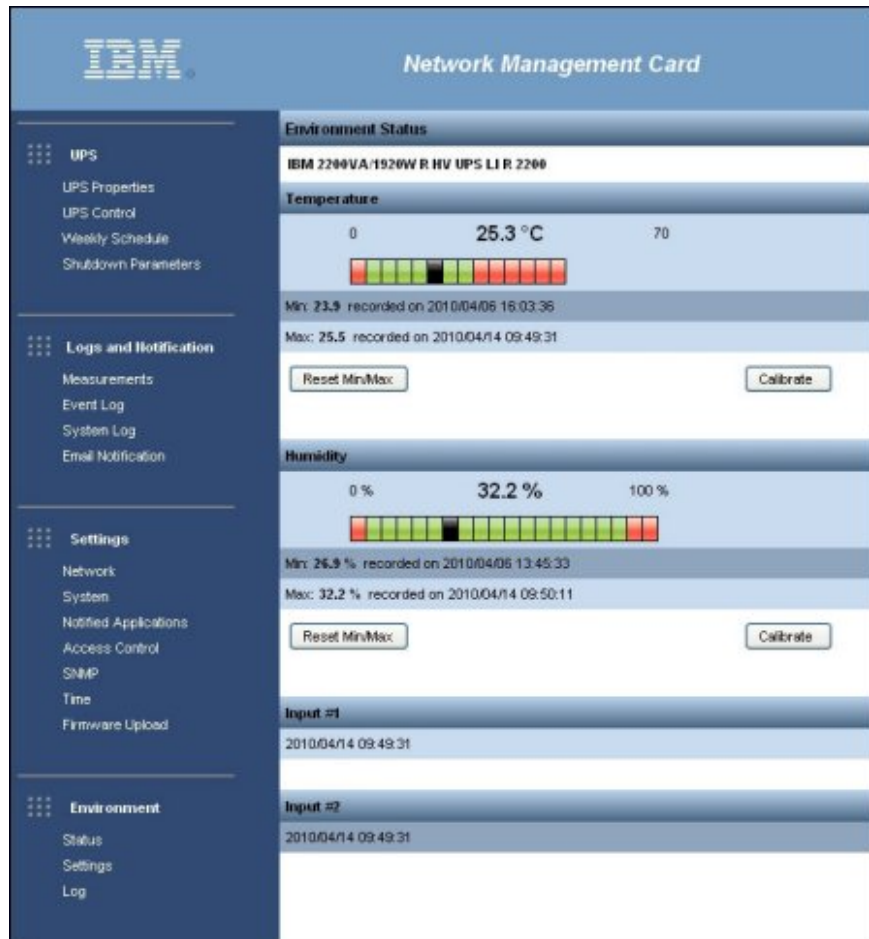 IBM
Network Management Card
UPS
UPS Properties
UPS Control
Weekly Schedule
Shutdown Parameters
Logs and Notification
Measurements
Event Log
System Log
Email Notification
Settings
Network
System
Notified Applications
Access Control
SNMP
Time
Firmware Upload
Environment
Status
Settings
Log
Environment Status
IBM 2200VA/1920W R HV UPS LI R 2200
Temperature
0 25.3 °C 70
Min: 23.9 recorded on 2010/04/06 16:03:36
Max: 25.5 recorded on 2010/04/14 09:49:31
Reset Min/Max Calibrate
Humidity
0 % 32.2 % 100 %
Min: 26.9 % recorded on 2010/04/06 13:45:33
Max: 32.2 % recorded on 2010/04/14 09:50:11
Reset Min/Max Calibrate
Input #1
2010/04/14 09:49:31
Input #2
2010/04/14 09:49:31